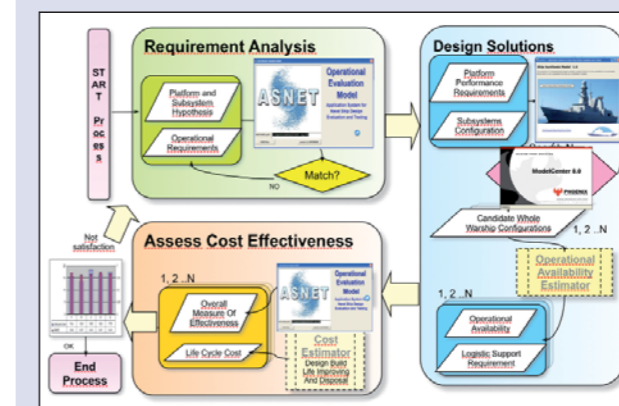 Requirement Analysis
Design Solutions
ST
ART
Pr
oc
es
s
Platform and
Subsystem
Hypothesis
Operational
Requirements
ASNET
Operational
Evaluation
Model
Application System for
Naval Ship Design
Evaluation and Testing
Match?
NO
Platform
Performance
Requirements
Subsystems
Configuration
ModelCenter 8.0
PHOENIX
Candidate Whole
Warship Configurations
1, 2 ..N
Operational
Availability
Estimator
1, 2 ..N
Operational
Availability
Logistic Support
Requirement
Not
satisfaction
Assess Cost Effectiveness
1, 2 ..N
Overall
Measure Of
Effectiveness
Life Cycle Cost
ASNET
Operational
Evaluation
Model
Cost
Estimator
Design Build
Life Improving
And Disposal
OK
End
Process